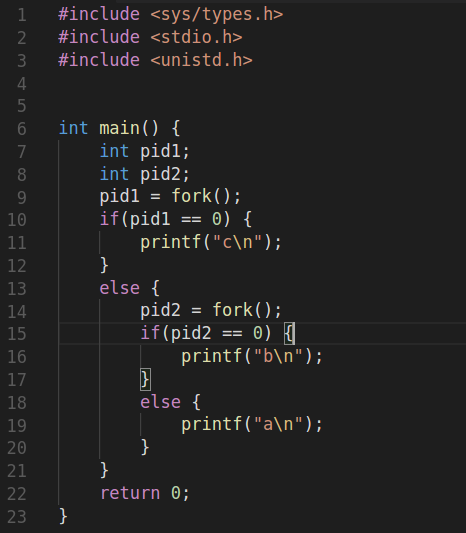 1 #include <sys/types.h>
2 #include <stdio.h>
3 #include <unistd.h>
4
5
6 int main() {
7     int pid1;
8     int pid2;
9     pid1 = fork();
10     if(pid1 == 0) {
11         printf("c\n");
12     }
13     else {
14         pid2 = fork();
15         if(pid2 == 0) {
16             printf("b\n");
17         }
18         else {
19             printf("a\n");
20         }
21     }
22     return 0;
23 }